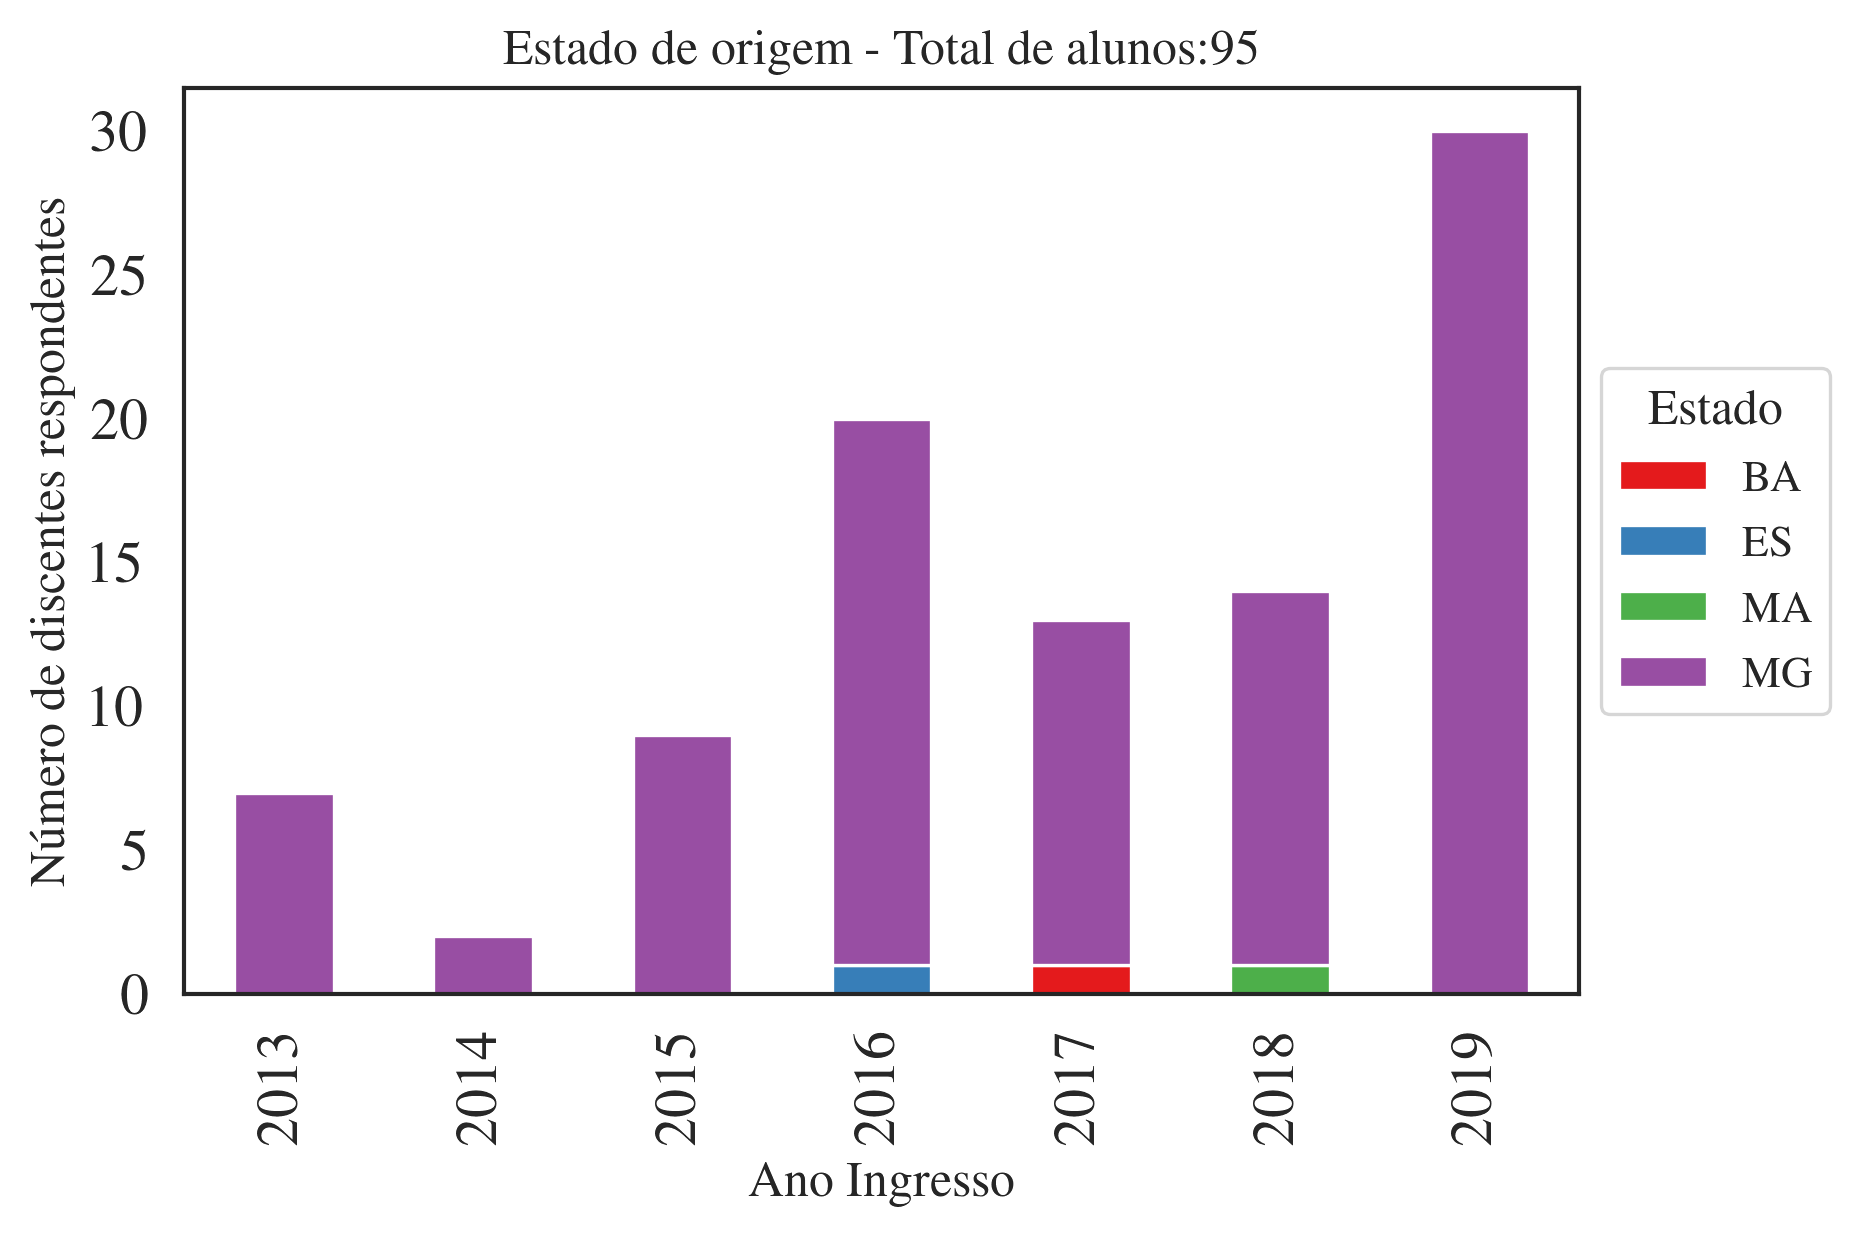 Estado de origem - Total de alunos:95
Número de discentes respondentes
30
25
20
15
10
5
0
2013
2014
2015
2016
2017
2018
2019
Ano Ingresso
Estado
BA
ES
MA
MG